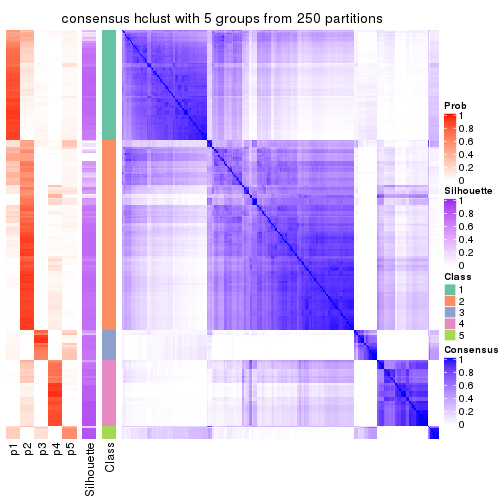 consensus hclust with 5 groups from 250 partitions
Prob
1
0.8
0.6
0.4
0.2
0
Silhouette
1
0.8
0.6
0.4
0.2
0
Class
1
2
3
4
5
Consensus
1
0.8
0.6
0.4
0.2
0
p1
p2
p3
p4
p5
Silhouette
Class